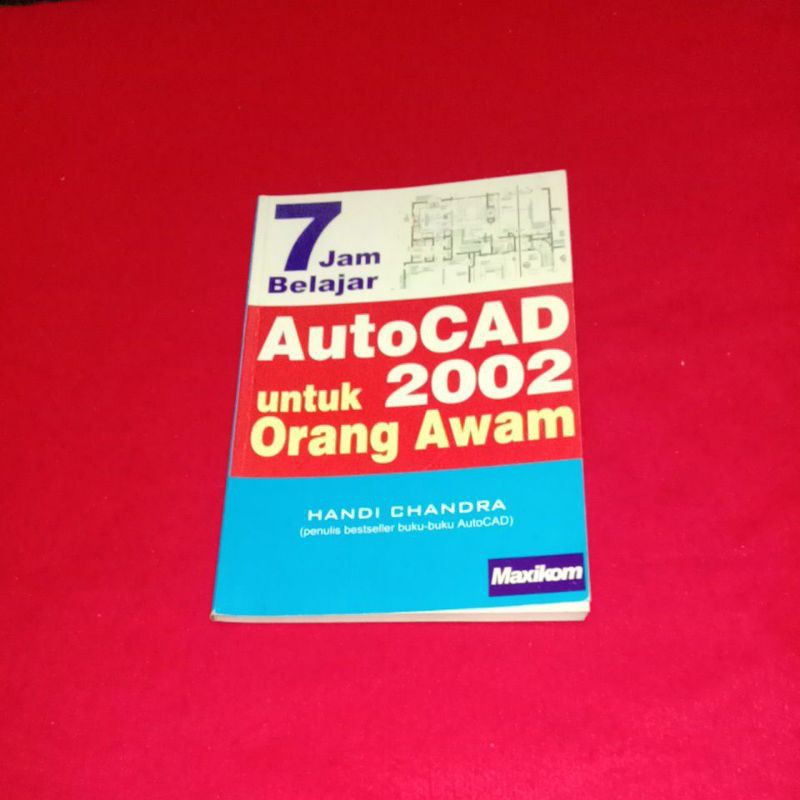 7 Jam
Belajar
AutoCAD
2002
untuk
Orang Awam
HANDI CHANDRA
(penulis bestseller buku-buku AutoCAD)
Maxikom